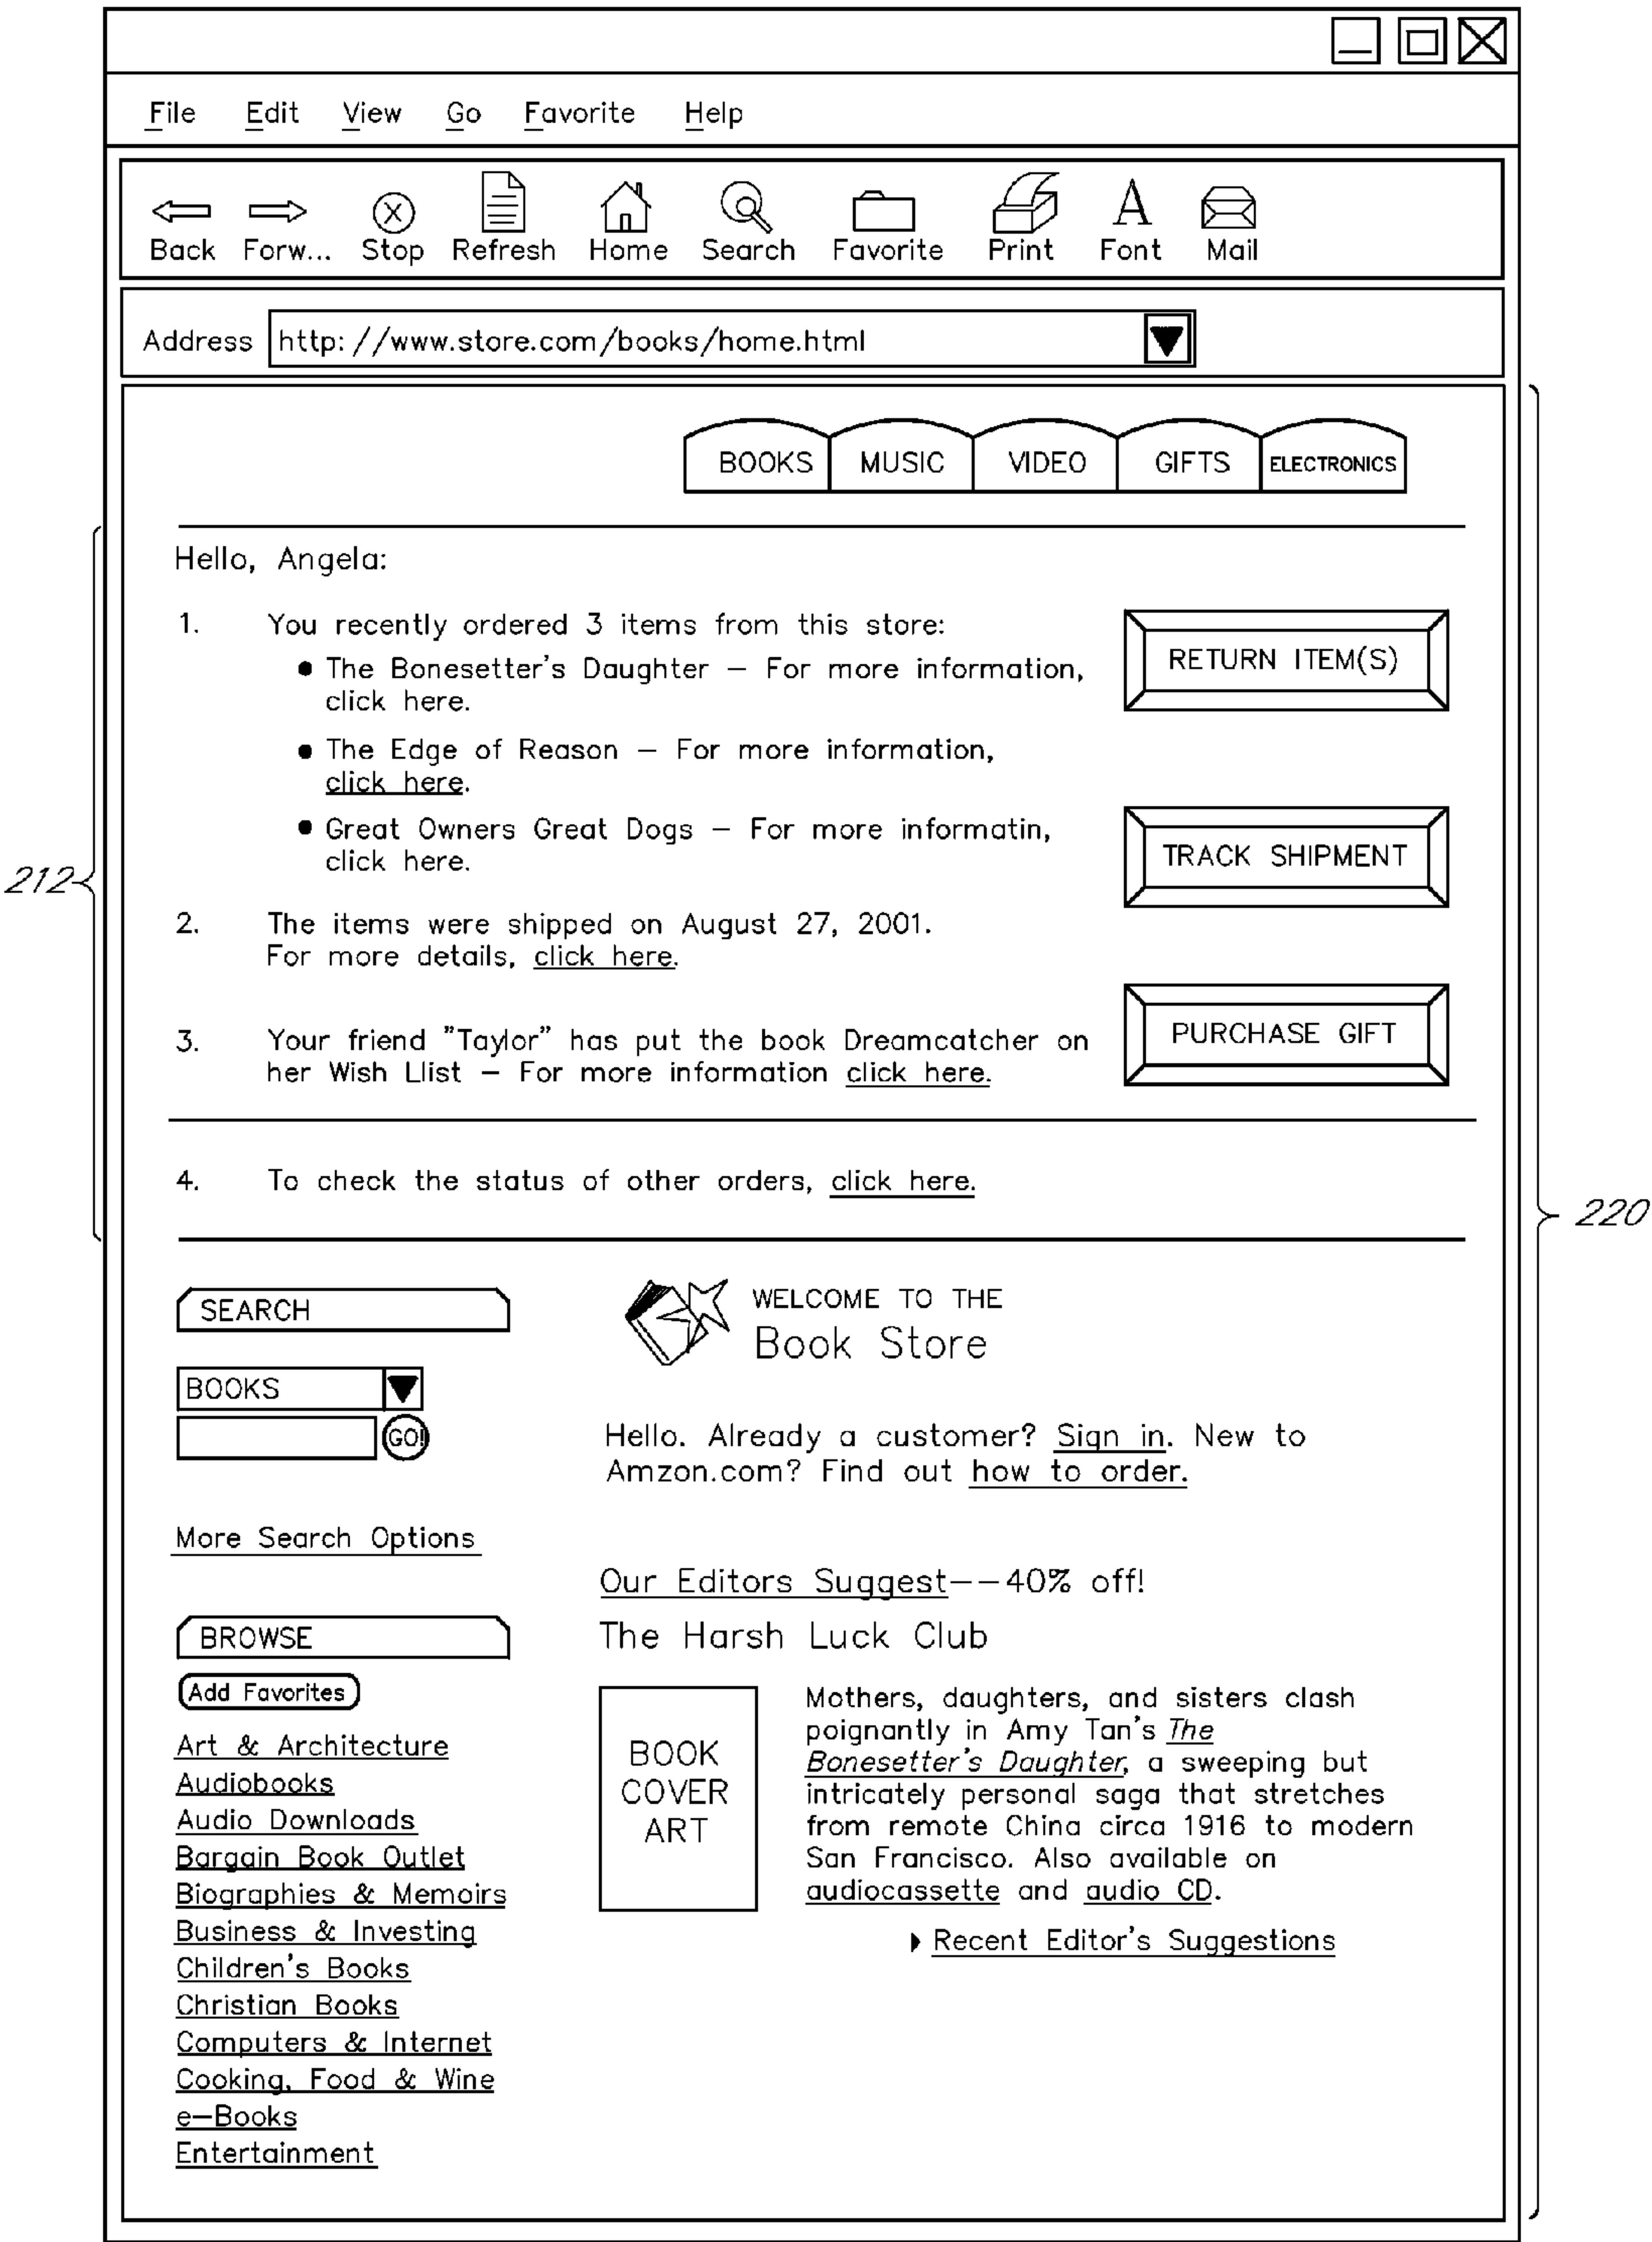 File Edit View Go Favorite Help
Back Forw... Stop Refresh Home Search Favorite Print Font Mail
Address http: //www.store.com/books/home.html
BOOKS MUSIC VIDEO GIFTS ELECTRONICS
Hello, Angela:
1. You recently ordered 3 items from this store:
• The Bonesetter's Daughter – For more information,
click here.
RETURN ITEM(S)
• The Edge of Reason – For more information,
click here.
• Great Owners Great Dogs – For more informatin,
click here.
TRACK SHIPMENT
212
2. The items were shipped on August 27, 2001.
For more details, click here.
3. Your friend "Taylor" has put the book Dreamcatcher on
her Wish Llist – For more information click here.
PURCHASE GIFT
4. To check the status of other orders, click here.
220
SEARCH
BOOKS
GO!
More Search Options
BROWSE
Add Favorites
Art & Architecture
Audiobooks
Audio Downloads
Bargain Book Outlet
Biographies & Memoirs
Business & Investing
Children's Books
Christian Books
Computers & Internet
Cooking, Food & Wine
e–Books
Entertainment
WELCOME TO THE
Book Store
Hello. Already a customer? Sign in. New to
Amzon.com? Find out how to order.
Our Editors Suggest––40% off!
The Harsh Luck Club
BOOK
COVER
ART
Mothers, daughters, and sisters clash
poignantly in Amy Tan's The
Bonesetter's Daughter, a sweeping but
intricately personal saga that stretches
from remote China circa 1916 to modern
San Francisco. Also available on
audiocassette and audio CD.
Recent Editor's Suggestions